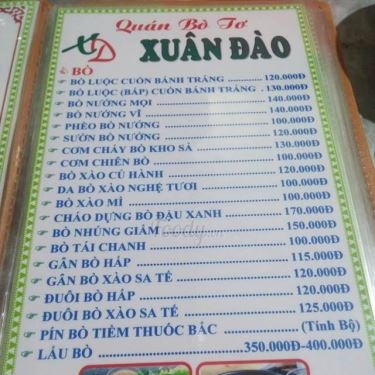 Quán Bò Tơ
XD XUÂN ĐÀO
BÒ
BÒ LUỘC CUÔN BÁNH TRÁNG ............ 120.000Đ
BÒ LUỘC (BẮP) CUÔN BÁNH TRÁNG . 130.000Đ
BÒ NƯỚNG MỌI ............ 140.000Đ
BÒ NƯỚNG VĨ ............ 140.000Đ
PHÈO BÒ NƯỚNG ............ 100.000Đ
SƯỜN BÒ NƯỚNG ............ 120.000Đ
CƠM CHÁY BÒ KHO SẢ ............ 130.000Đ
CƠM CHIÊN BÒ ............ 100.000Đ
BÒ XÀO CỦ HÀNH ............ 120.000Đ
DA BÒ XÀO NGHỆ TƯƠI ............ 100.000Đ
BÒ XÀO MÌ ............ 100.000Đ
CHÁO DỰNG BÒ ĐẬU XANH ............ 170.000Đ
BÒ NHÚNG GIẤM ............ 150.000Đ
BÒ TÁI CHANH ............ 100.000Đ
GÂN BÒ HẤP ............ 115.000Đ
GÂN BÒ XÀO SA TẾ ............ 120.000Đ
ĐUÔI BÒ HẤP ............ 120.000Đ
ĐUÔI BÒ XÀO SA TẾ ............ 125.000Đ
PÍN BÒ TIỀM THUỐC BẮC ............ (Tính Bộ)
LẨU BÒ ............ 350.000Đ-400.000Đ